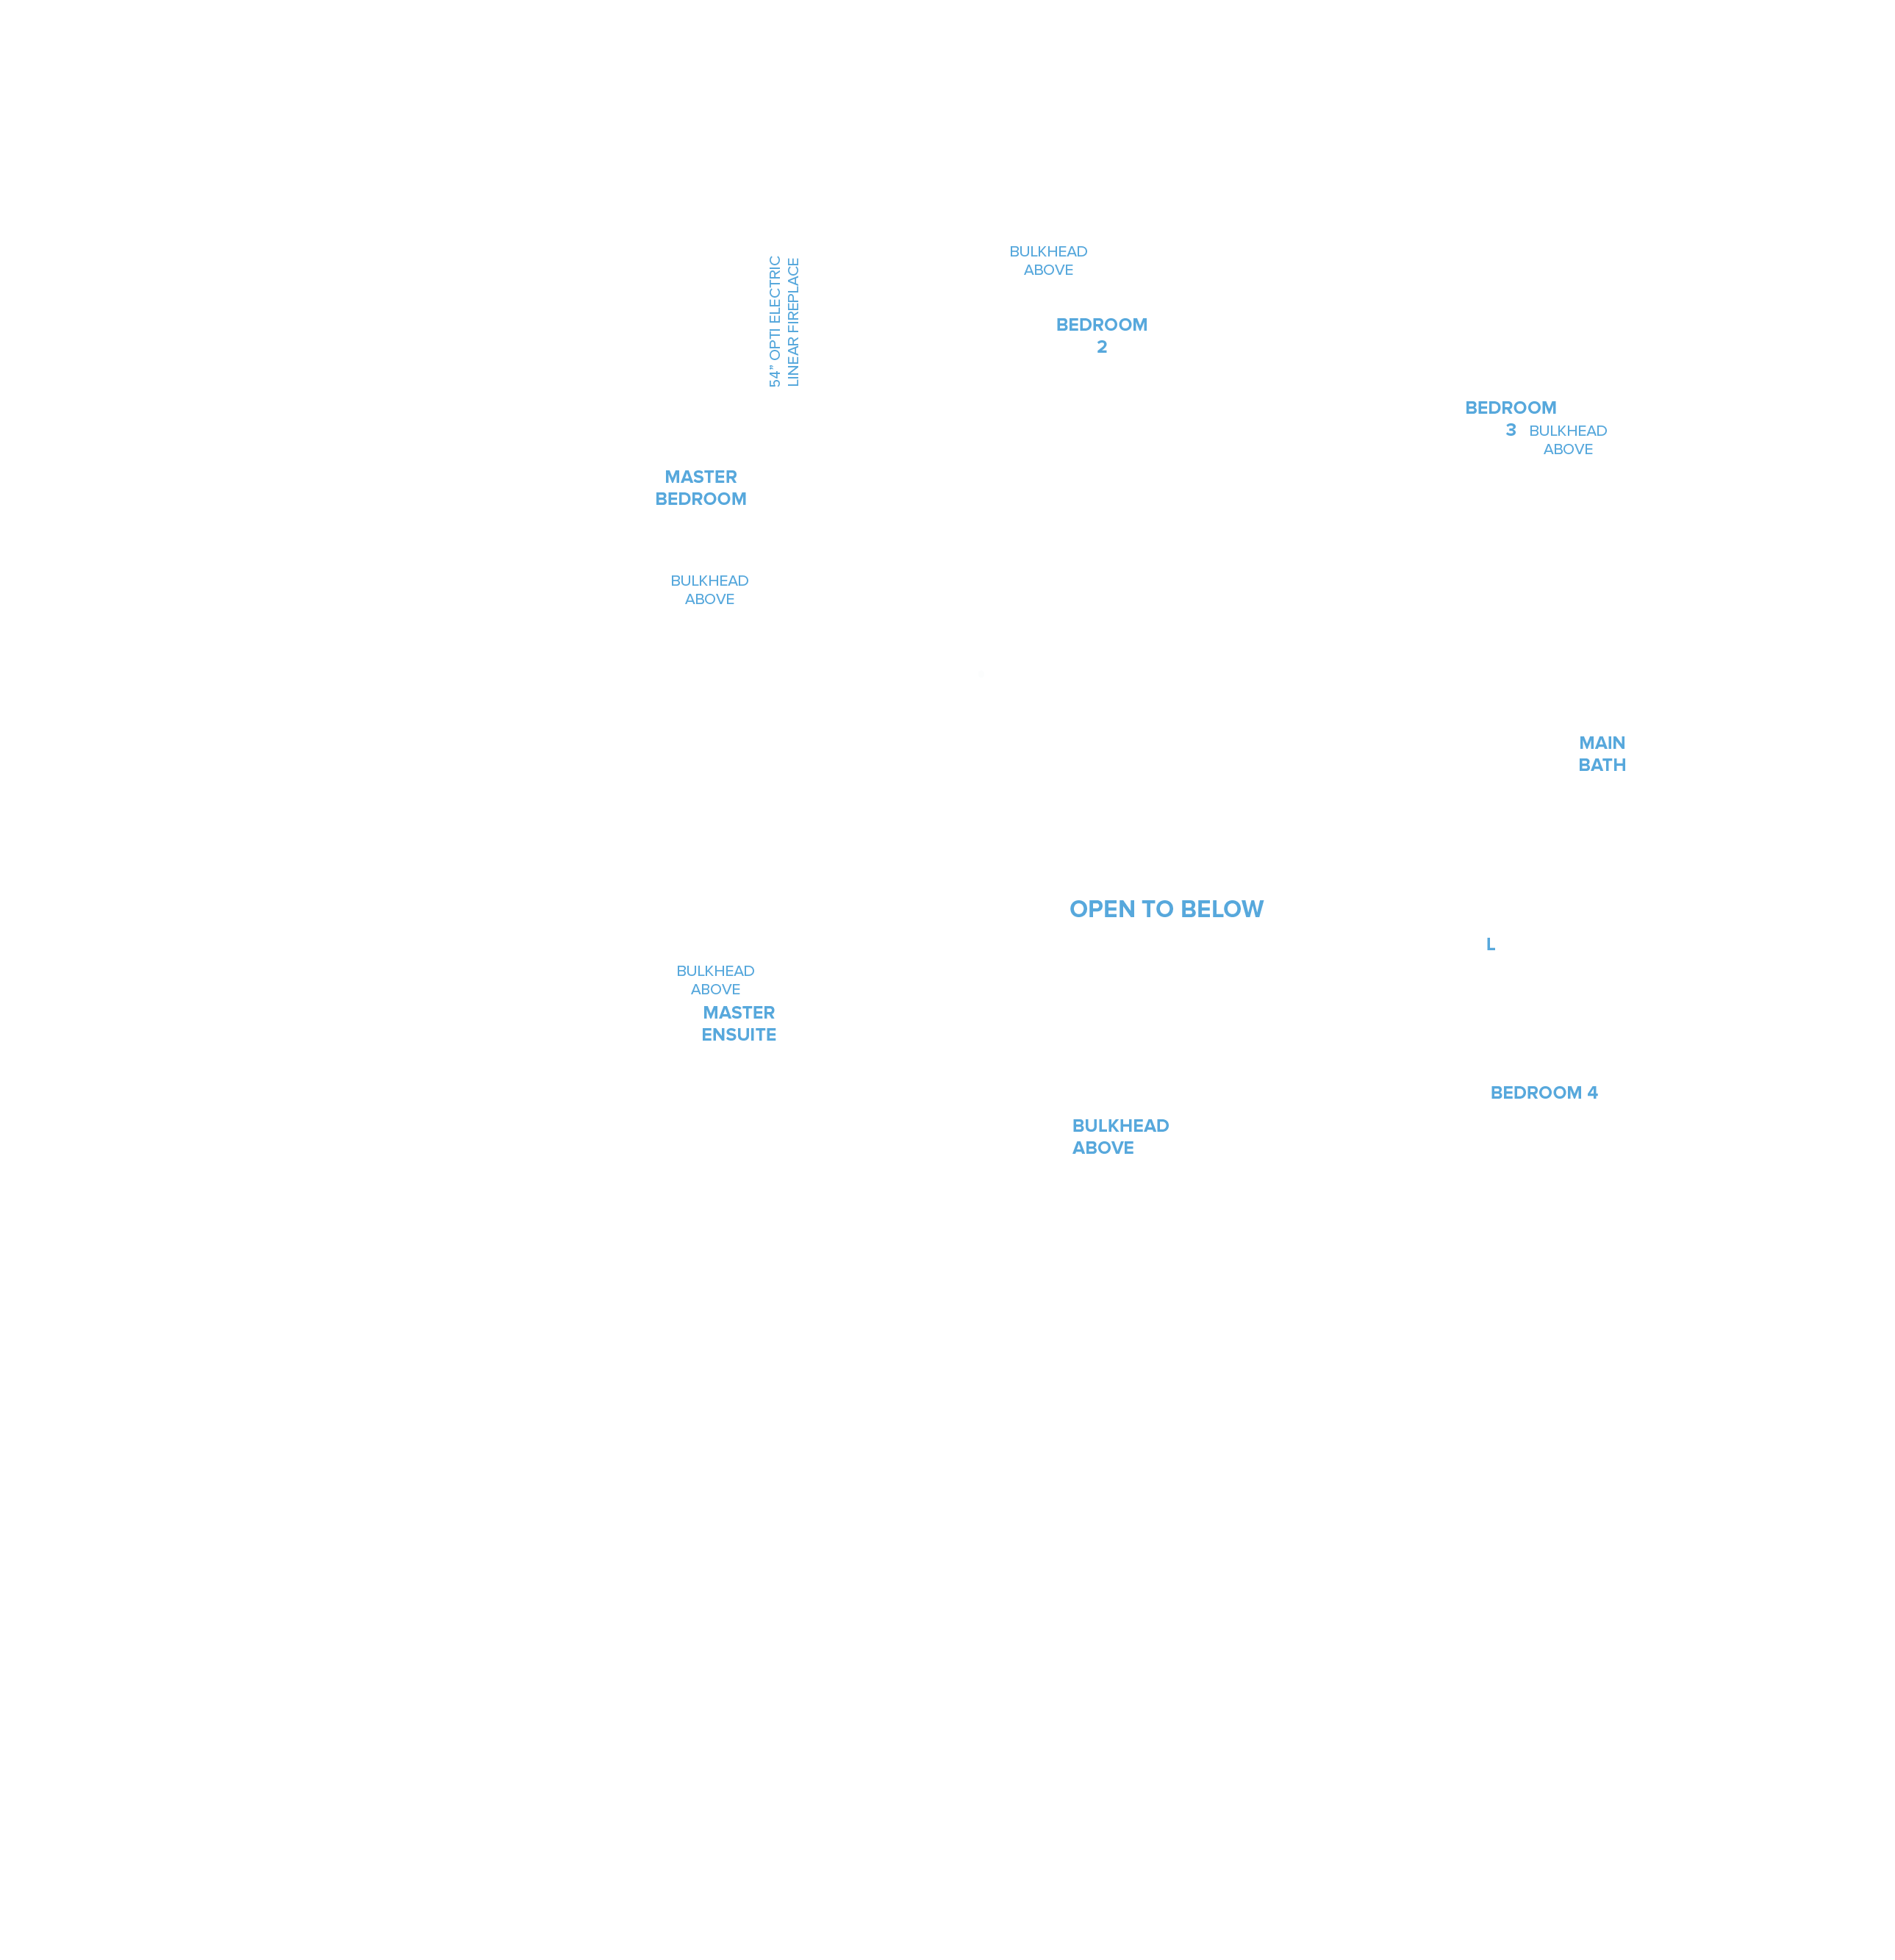 BULKHEAD
ABOVE
54" OPTI ELECTRIC
LINEAR FIREPLACE
BEDROOM
2
BEDROOM
3
BULKHEAD
ABOVE
MASTER
BEDROOM
BULKHEAD
ABOVE
MAIN
BATH
OPEN TO BELOW
L
BULKHEAD
ABOVE
MASTER
ENSUITE
BEDROOM 4
BULKHEAD
ABOVE